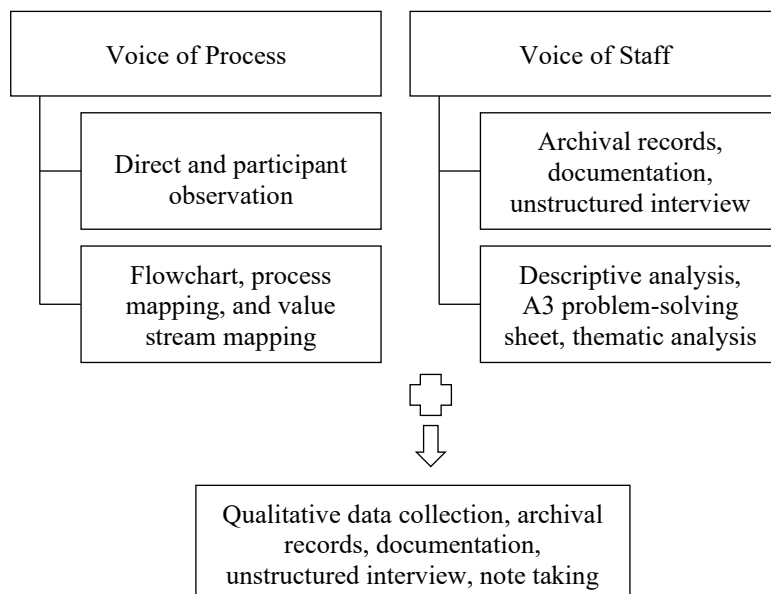 Voice of Process
Direct and participant
observation
Flowchart, process
mapping, and value
stream mapping
Voice of Staff
Archival records,
documentation,
unstructured interview
Descriptive analysis,
A3 problem-solving
sheet, thematic analysis
Qualitative data collection, archival
records, documentation,
unstructured interview, note taking